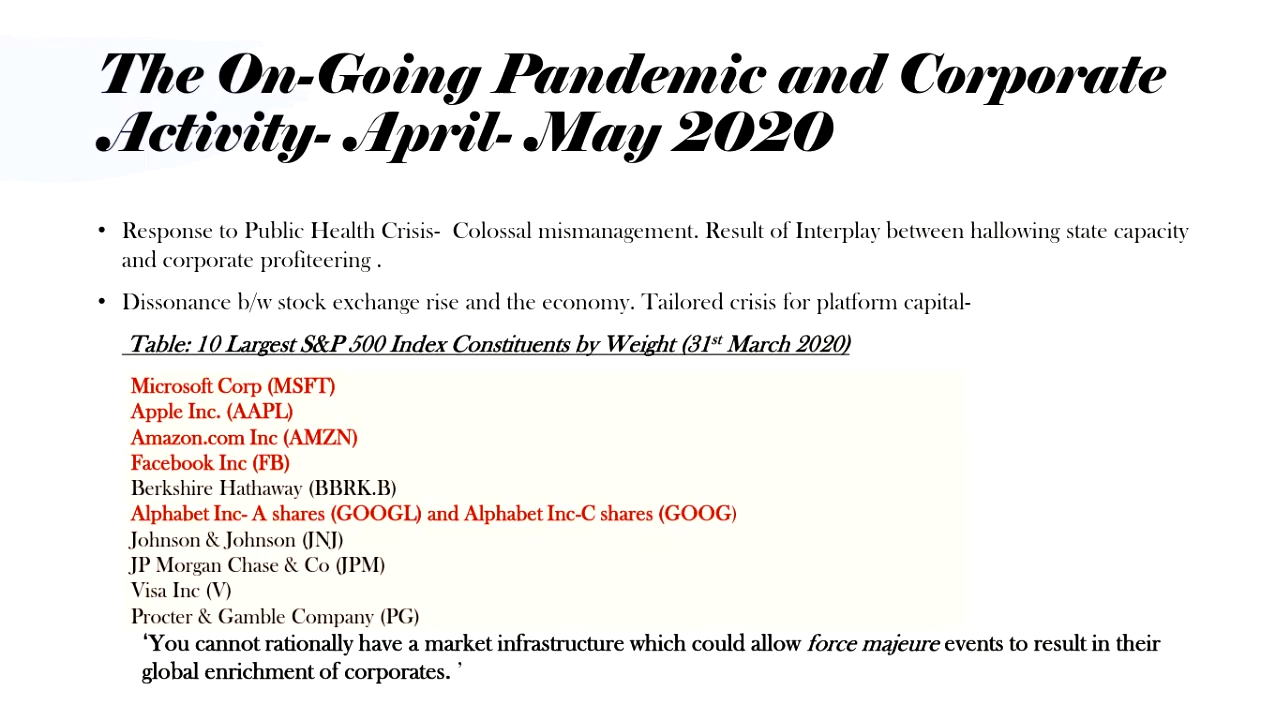 The On-Going Pandemic and Corporate
Activity- April- May 2020
• Response to Public Health Crisis- Colossal mismanagement. Result of Interplay between hallowing state capacity
and corporate profiteering .
• Dissonance b/w stock exchange rise and the economy. Tailored crisis for platform capital-
Table: 10 Largest S&P 500 Index Constituents by Weight (31st March 2020)
Microsoft Corp (MSFT)
Apple Inc. (AAPL)
Amazon.com Inc (AMZN)
Facebook Inc (FB)
Berkshire Hathaway (BBRK.B)
Alphabet Inc- A shares (GOOGL) and Alphabet Inc-C shares (GOOG)
Johnson & Johnson (JNJ)
JP Morgan Chase & Co (JPM)
Visa Inc (V)
Procter & Gamble Company (PG)
‘You cannot rationally have a market infrastructure which could allow force majeure events to result in their
global enrichment of corporates. ’